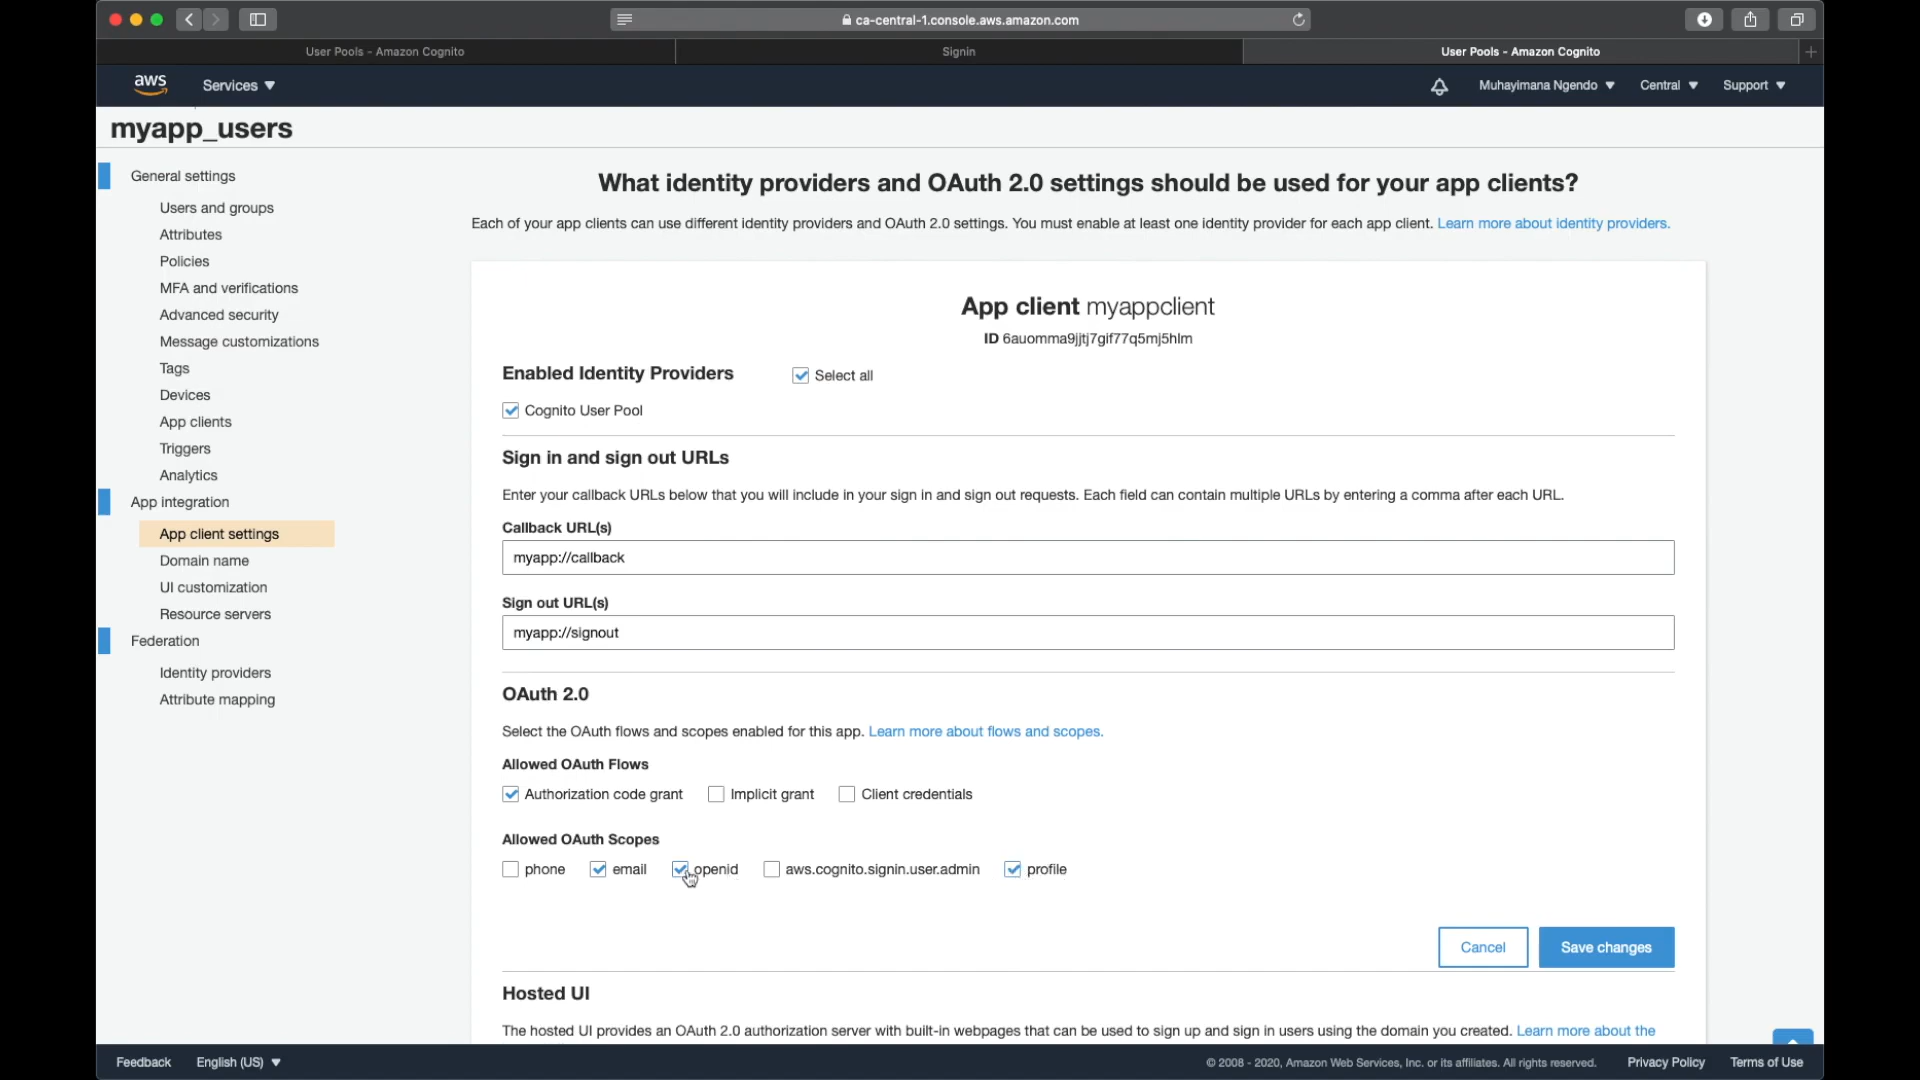 ca-central-1.console.aws.amazon.com
User Pools - Amazon Cognito
Signin
User Pools - Amazon Cognito
aws
Services
Muhayimana Ngendo
Central
Support
myapp_users
General settings
Users and groups
Attributes
Policies
MFA and verifications
Advanced security
Message customizations
Tags
Devices
App clients
Triggers
Analytics
App integration
App client settings
Domain name
UI customization
Resource servers
Federation
Identity providers
Attribute mapping
What identity providers and OAuth 2.0 settings should be used for your app clients?
Each of your app clients can use different identity providers and OAuth 2.0 settings. You must enable at least one identity provider for each app client. Learn more about identity providers.
App client myappclient
ID 6auomma9jjtj7gif77q5mj5hlm
Enabled Identity Providers
Select all
Cognito User Pool
Sign in and sign out URLs
Enter your callback URLs below that you will include in your sign in and sign out requests. Each field can contain multiple URLs by entering a comma after each URL.
Callback URL(s)
myapp://callback
Sign out URL(s)
myapp://signout
OAuth 2.0
Select the OAuth flows and scopes enabled for this app. Learn more about flows and scopes.
Allowed OAuth Flows
Authorization code grant
Implicit grant
Client credentials
Allowed OAuth Scopes
phone
email
openid
aws.cognito.signin.user.admin
profile
Cancel
Save changes
Hosted UI
The hosted UI provides an OAuth 2.0 authorization server with built-in webpages that can be used to sign up and sign in users using the domain you created. Learn more about the
Feedback
English (US)
© 2008 - 2020, Amazon Web Services, Inc. or its affiliates. All rights reserved.
Privacy Policy
Terms of Use